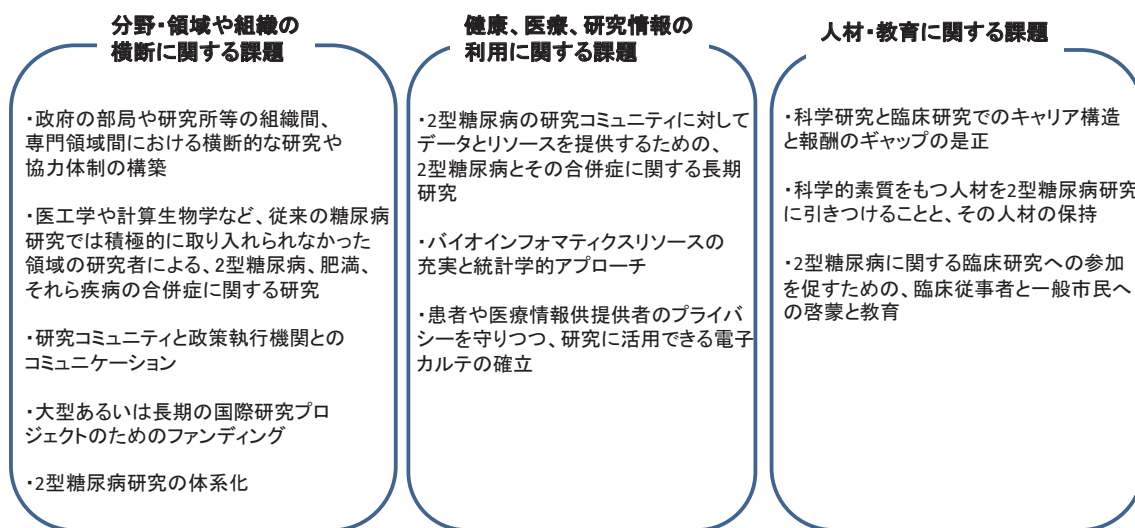 分野・領域や組織の
横断に関する課題
・政府の部局や研究所等の組織間、
専門領域間における横断的な研究や
協力体制の構築
・医工学や計算生物学など、従来の糖尿病
研究では積極的に取り入れられなかった
領域の研究者による、2型糖尿病、肥満、
それら疾病の合併症に関する研究
・研究コミュニティと政策執行機関との
コミュニケーション
・大型あるいは長期の国際研究プロ
ジェクトのためのファンディング
・2型糖尿病研究の体系化
健康、医療、研究情報の
利用に関する課題
・2型糖尿病の研究コミュニティに対して
データとリソースを提供するための、
2型糖尿病とその合併症に関する長期
研究
・バイオインフォマティクスリソースの
充実と統計学的アプローチ
・患者や医療情報供提供者のプライバ
シーを守りつつ、研究に活用できる電子
カルテの確立
人材・教育に関する課題
・科学研究と臨床研究でのキャリア構造
と報酬のギャップの是正
・科学的素質をもつ人材を2型糖尿病研究
に引きつけることと、その人材の保持
・2型糖尿病に関する臨床研究への参加
を促すための、臨床従事者と一般市民へ
の啓蒙と教育